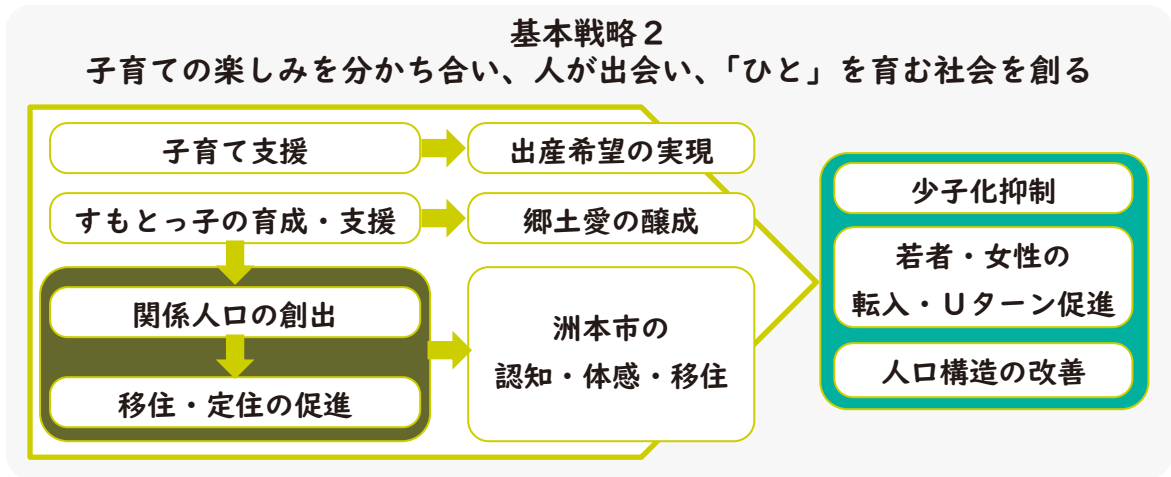 基本戦略２
子育ての楽しみを分かち合い、人が出会い、「ひと」を育む社会を創る
子育て支援
出産希望の実現
すもとっ子の育成・支援
郷土愛の醸成
関係人口の創出
移住・定住の促進
洲本市の
認知・体感・移住
少子化抑制
若者・女性の
転入・Ｕターン促進
人口構造の改善